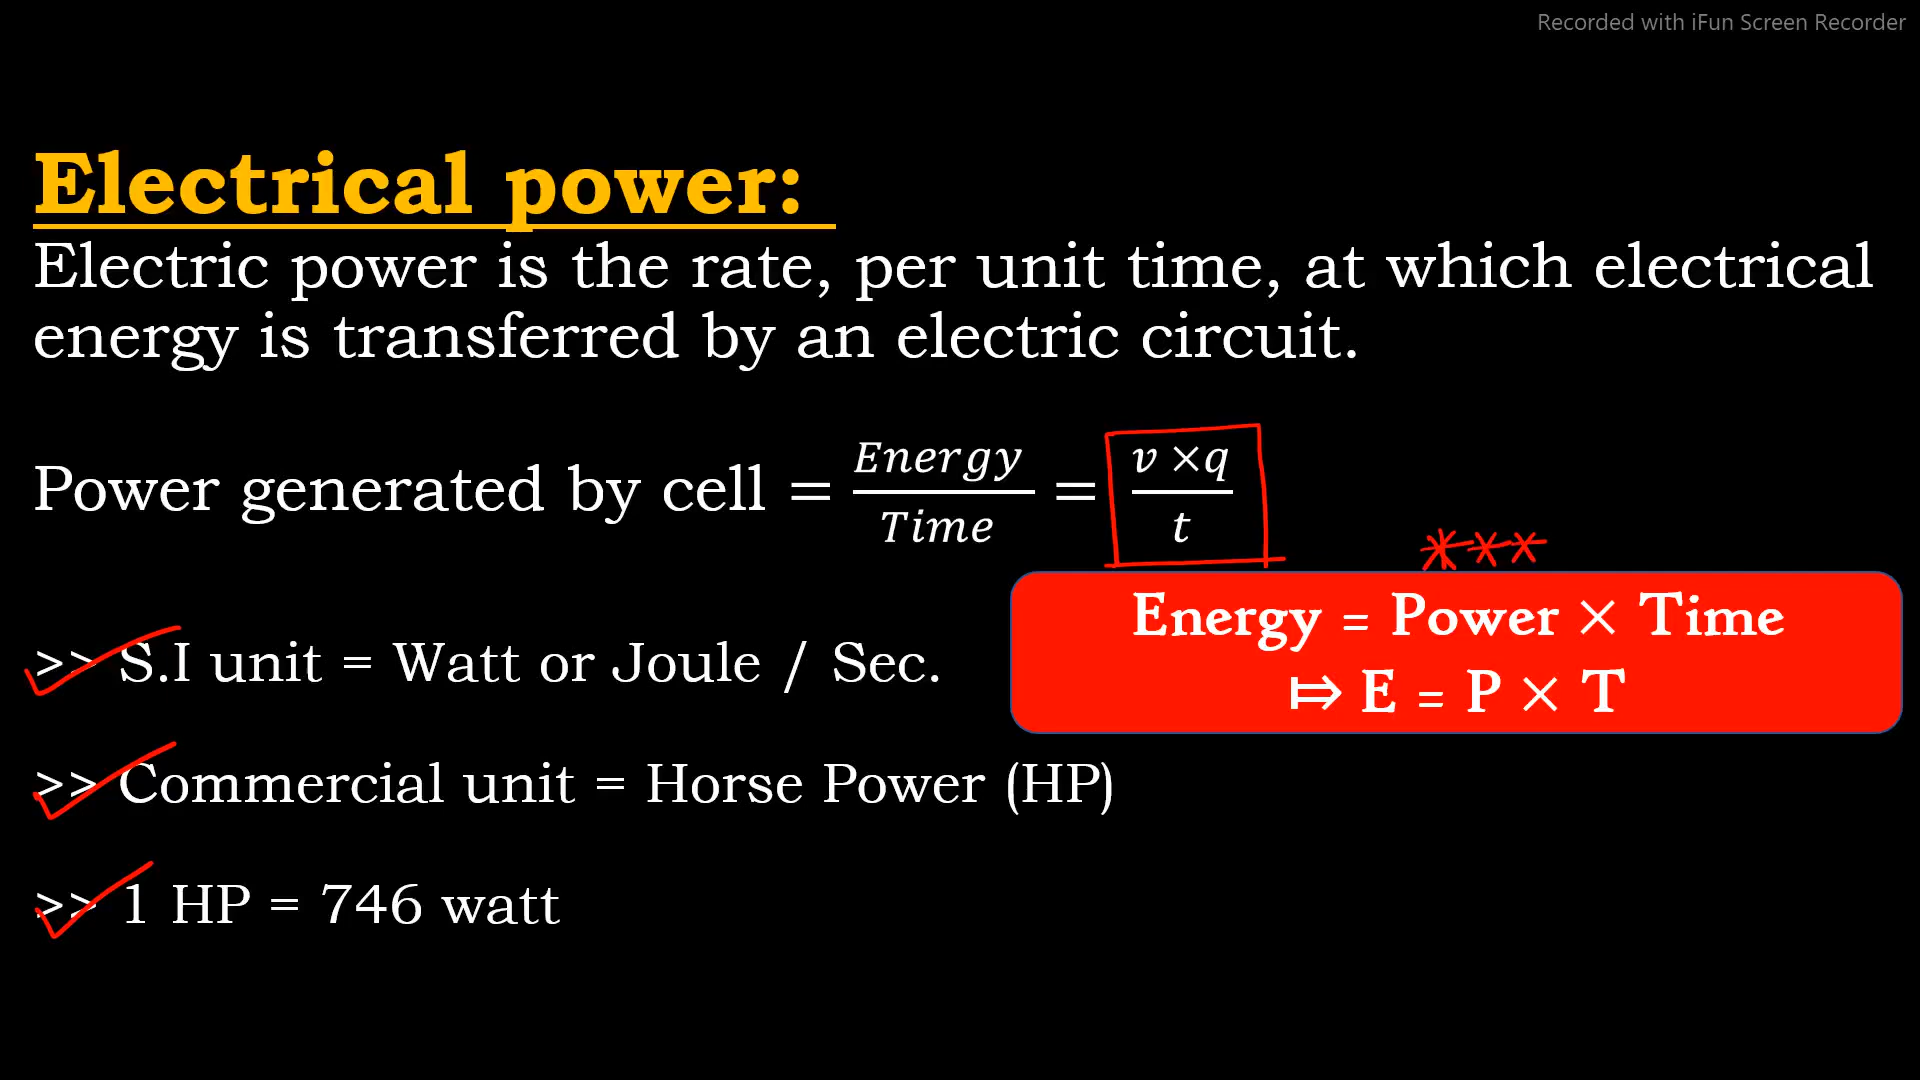 Recorded with iFun Screen Recorder
Electrical power:
Electric power is the rate, per unit time, at which electrical
energy is transferred by an electric circuit.
Power generated by cell = Energy / Time = v ×q / t
***
Energy = Power × Time
⤇ E = P × T
>> S.I unit = Watt or Joule / Sec.
>> Commercial unit = Horse Power (HP)
>> 1 HP = 746 watt